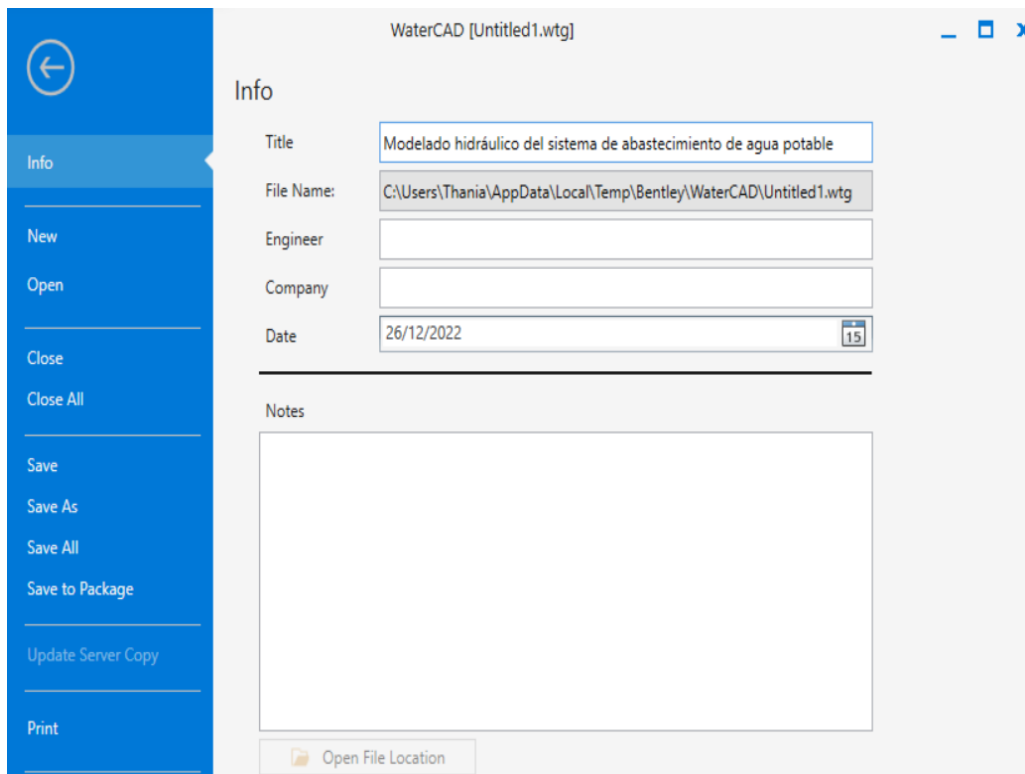 WaterCAD [Untitled1.wtg]
Info
New
Open
Close
Close All
Save
Save As
Save All
Save to Package
Update Server Copy
Print
Info
Title Modelado hidráulico del sistema de abastecimiento de agua potable
File Name: C:\Users\Thania\AppData\Local\Temp\Bentley\WaterCAD\Untitled1.wtg
Engineer
Company
Date 26/12/2022 15
Notes
Open File Location